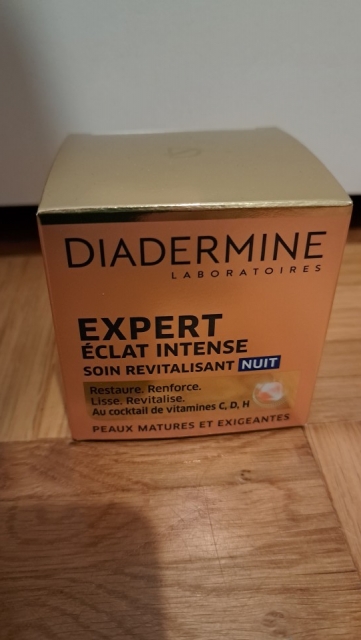 DIADERMINE
LABORATOIRES
EXPERT
ÉCLAT INTENSE
SOIN REVITALISANT NUIT
Restaure. Renforce.
Lisse. Revitalise.
Au cocktail de vitamines C, D, H
PEAUX MATURES ET EXIGEANTES